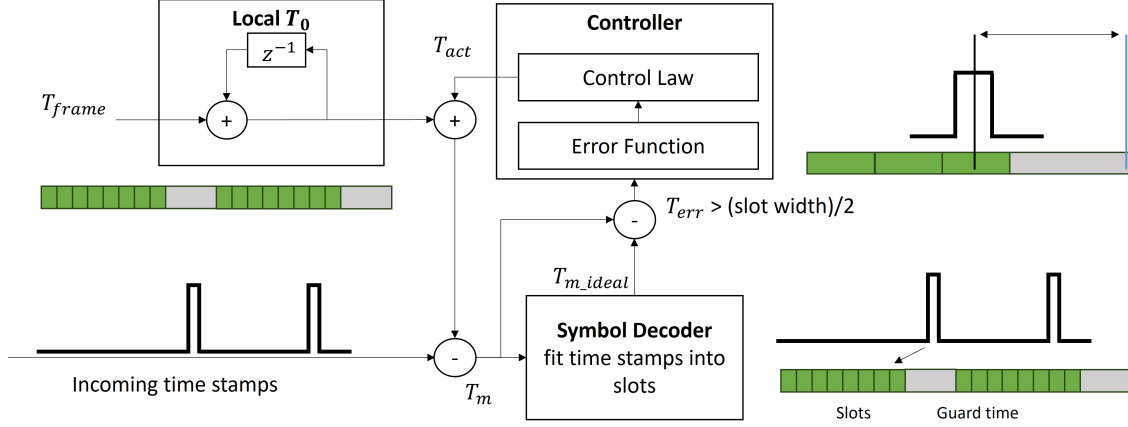 Local T₀
z⁻¹
T_frame
+
T_act
+
Controller
Control Law
Error Function
-
T_err > (slot width)/2
T_m_ideal
Symbol Decoder
fit time stamps into
slots
-
T_m
Incoming time stamps
Slots
Guard time